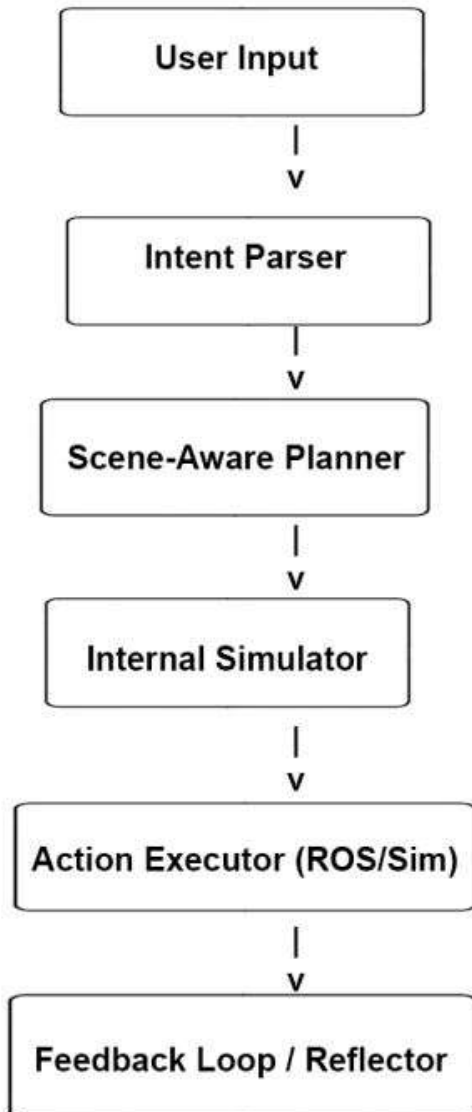 User Input
|
v
Intent Parser
|
v
Scene-Aware Planner
|
v
Internal Simulator
|
v
Action Executor (ROS/Sim)
|
v
Feedback Loop / Reflector